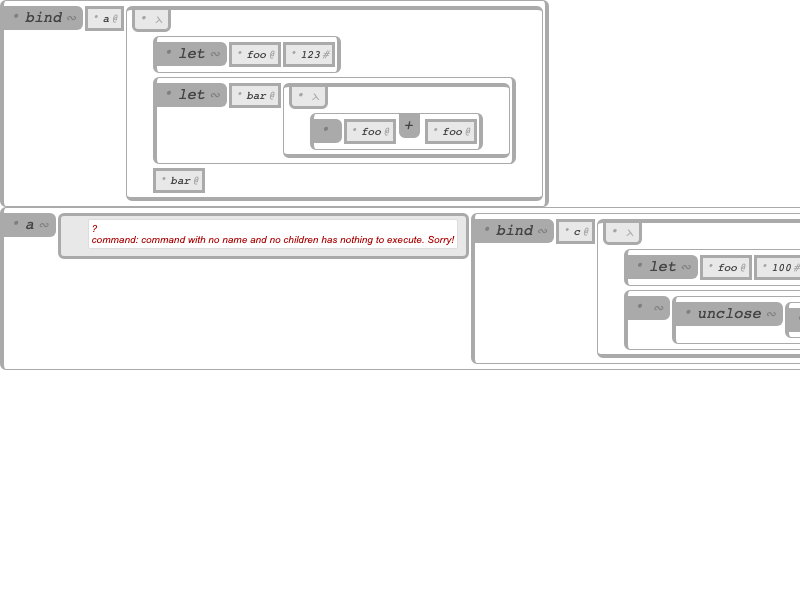 * bind ∾ * a @ * ⋋
* let ∾ * foo @ * 123 #
* let ∾ * bar @ * ⋋
* * foo @ + * foo @
* bar @
* a ∾ ?
command: command with no name and no children has nothing to execute. Sorry!
* bind ∾ * c @ * ⋋
* let ∾ * foo @ * 100 #
* ∾ * unclose ∾ *